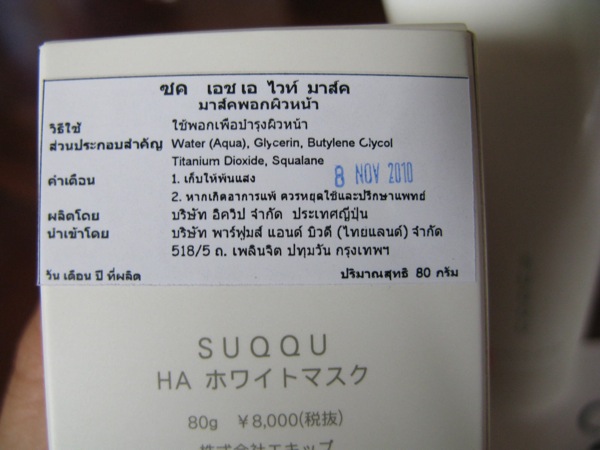 ซูคู เอช เอ ไวท์ มาส์ค
มาส์คพอกผิวหน้า
วิธีใช้ ใช้พอกเพื่อบำรุงผิวหน้า
ส่วนประกอบสำคัญ Water (Aqua), Glycerin, Butylene Glycol
Titanium Dioxide, Squalane
คำเตือน 1. เก็บให้พ้นแสง 8 NOV 2010
2. หากเกิดอาการแพ้ ควรหยุดใช้และปรึกษาแพทย์
ผลิตโดย บริษัท อิควิป จำกัด ประเทศญี่ปุ่น
นำเข้าโดย บริษัท พาร์ฟูมส์ แอนด์ บิวตี้ (ไทยแลนด์) จำกัด
518/5 ถ. เพลินจิต ปทุมวัน กรุงเทพฯ
วัน เดือน ปี ที่ผลิต ปริมาณสุทธิ 80 กรัม
SUQQU
HA ホワイトマスク
80g ¥8,000(税抜)
株式会社エキップ